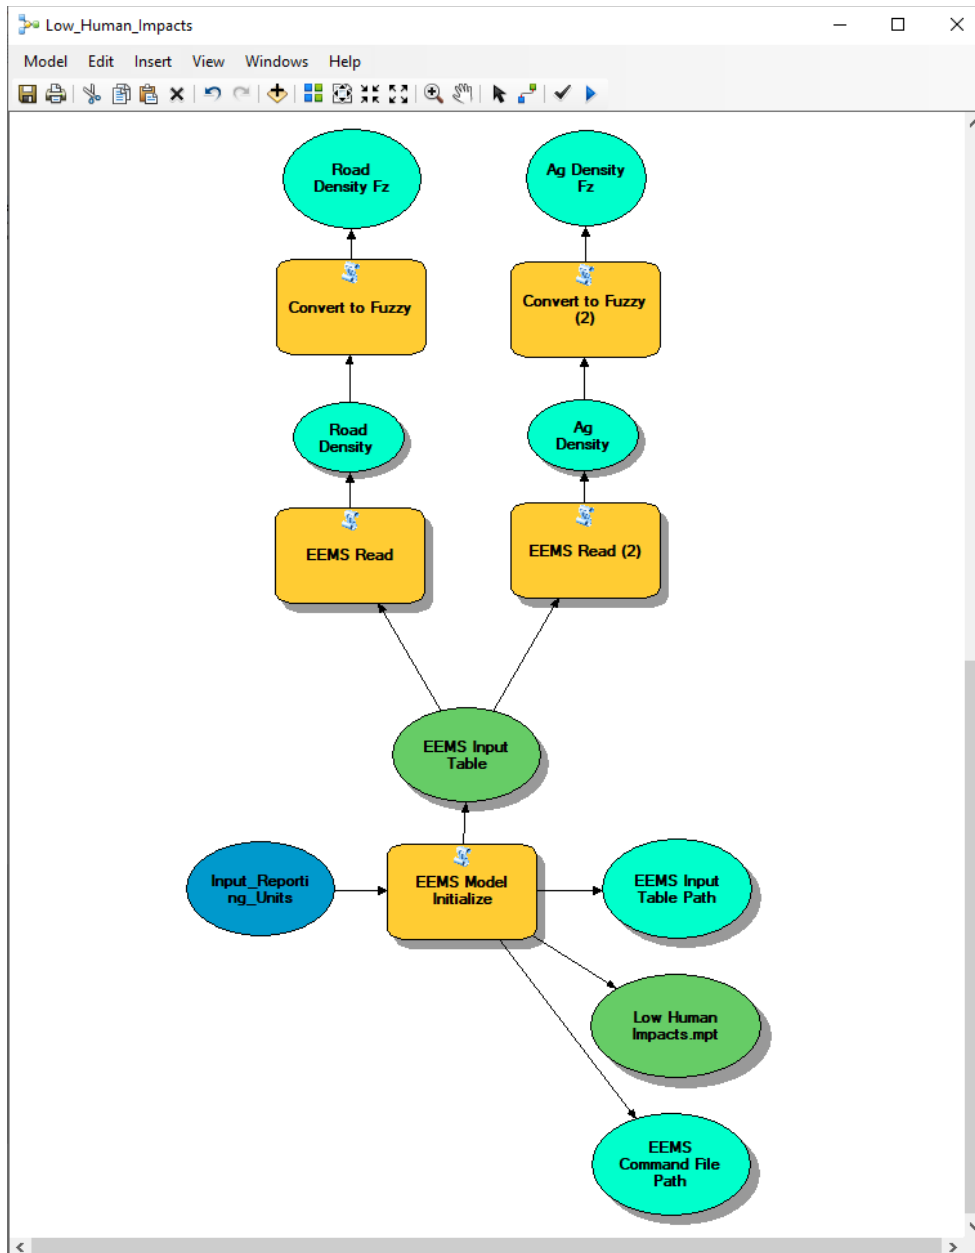 Low_Human_Impacts
Model Edit Insert View Windows Help
Road
Density Fz
Ag Density
Fz
Convert to Fuzzy
Convert to Fuzzy
(2)
Road
Density
Ag
Density
EEMS Read
EEMS Read (2)
EEMS Input
Table
Input_Reporti
ng_Units
EEMS Model
Initialize
EEMS Input
Table Path
Low Human
Impacts.mpt
EEMS
Command File
Path